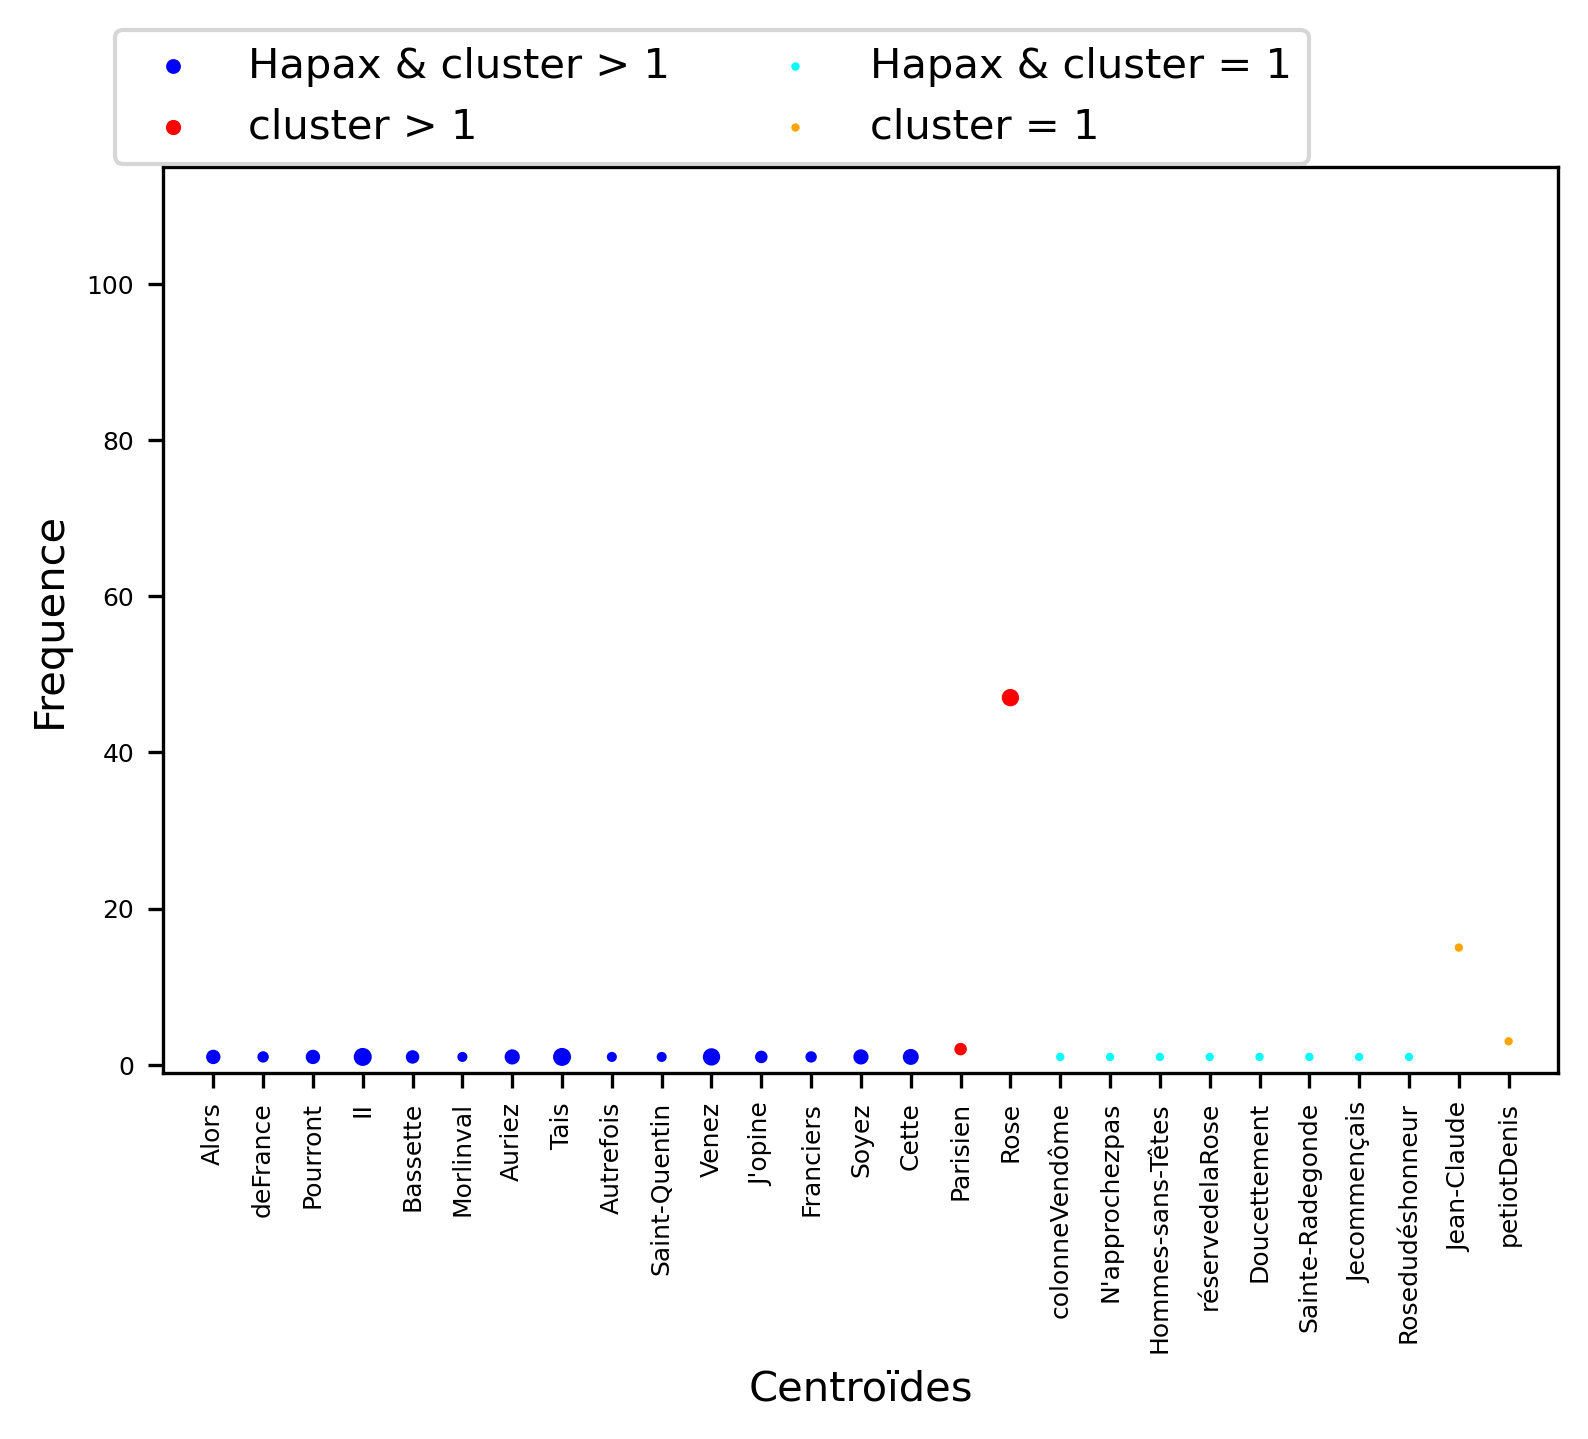 Hapax & cluster > 1
Hapax & cluster = 1
cluster > 1
cluster = 1
100
80
60
40
20
0
Frequence
Alors
deFrance
Pourront
Il
Bassette
Morlinval
Auriez
Tais
Autrefois
Saint-Quentin
Venez
J'opine
Franciers
Soyez
Cette
Parisien
Rose
colonneVendôme
N'approchezpas
Hommes-sans-Têtes
réservedelaRose
Doucettement
Sainte-Radegonde
Jecommençais
Rosedudéshonneur
Jean-Claude
petiotDenis
Centroïdes